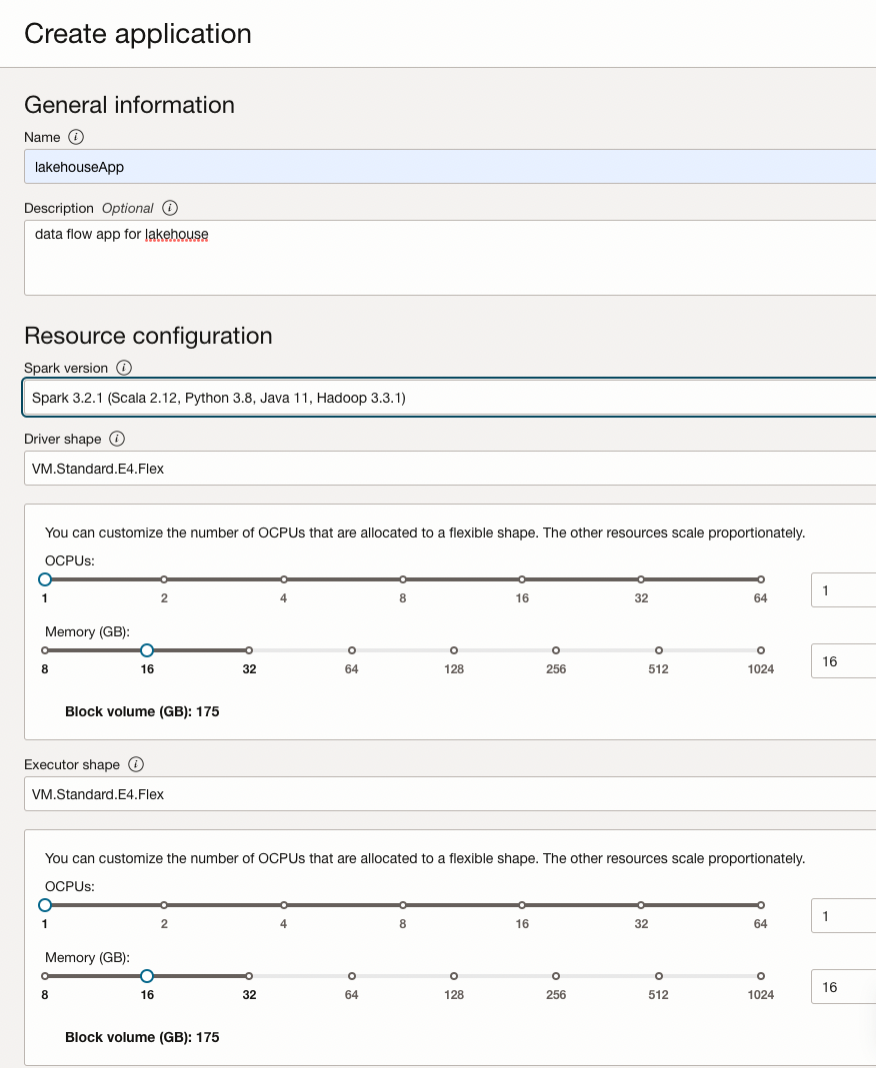 Create application
General information
Name
lakehouseApp
Description Optional
data flow app for lakehouse
Resource configuration
Spark version
Spark 3.2.1 (Scala 2.12, Python 3.8, Java 11, Hadoop 3.3.1)
Driver shape
VM.Standard.E4.Flex
You can customize the number of OCPUs that are allocated to a flexible shape. The other resources scale proportionately.
OCPUs:
1 2 4 8 16 32 64 1
Memory (GB):
8 16 32 64 128 256 512 1024 16
Block volume (GB): 175
Executor shape
VM.Standard.E4.Flex
You can customize the number of OCPUs that are allocated to a flexible shape. The other resources scale proportionately.
OCPUs:
1 2 4 8 16 32 64 1
Memory (GB):
8 16 32 64 128 256 512 1024 16
Block volume (GB): 175